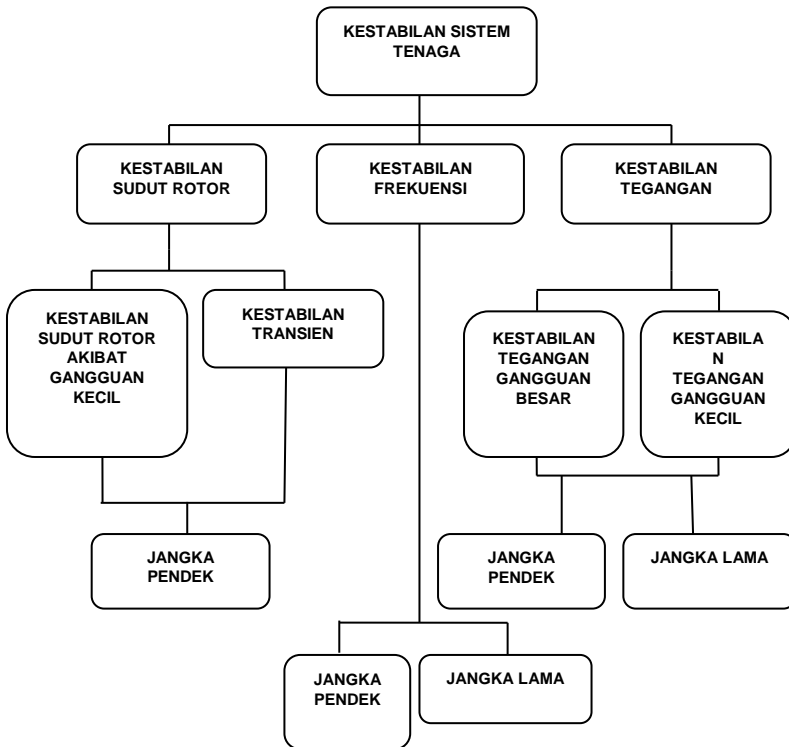 KESTABILAN SISTEM
TENAGA
KESTABILAN
SUDUT ROTOR
KESTABILAN
FREKUENSI
KESTABILAN
TEGANGAN
KESTABILAN
SUDUT ROTOR
AKIBAT
GANGGUAN
KECIL
KESTABILAN
TRANSIEN
KESTABILAN
TEGANGAN
GANGGUAN
BESAR
KESTABILA
N
TEGANGAN
GANGGUAN
KECIL
JANGKA
PENDEK
JANGKA
PENDEK
JANGKA LAMA
JANGKA
PENDEK
JANGKA LAMA